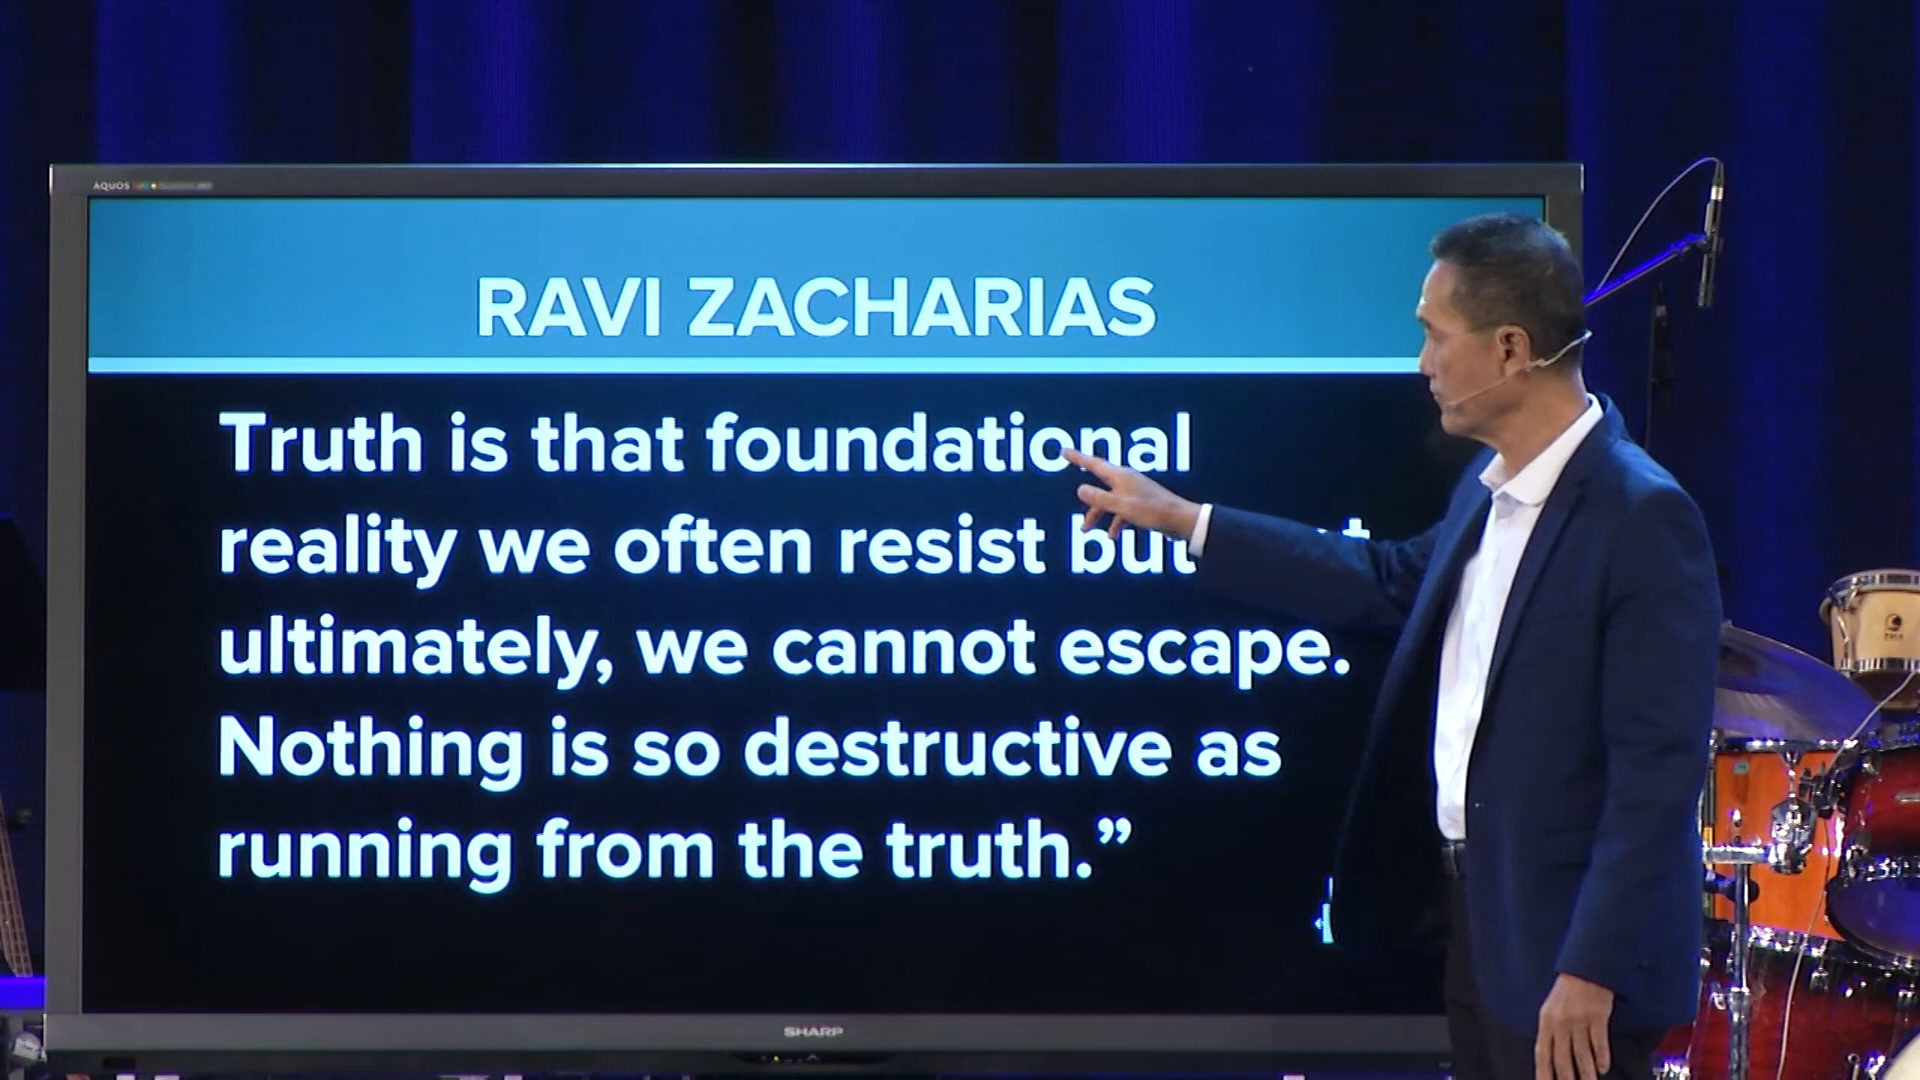 AQUOS
RAVI ZACHARIAS
Truth is that foundational
reality we often resist but
ultimately, we cannot escape.
Nothing is so destructive as
running from the truth.”
SHARP